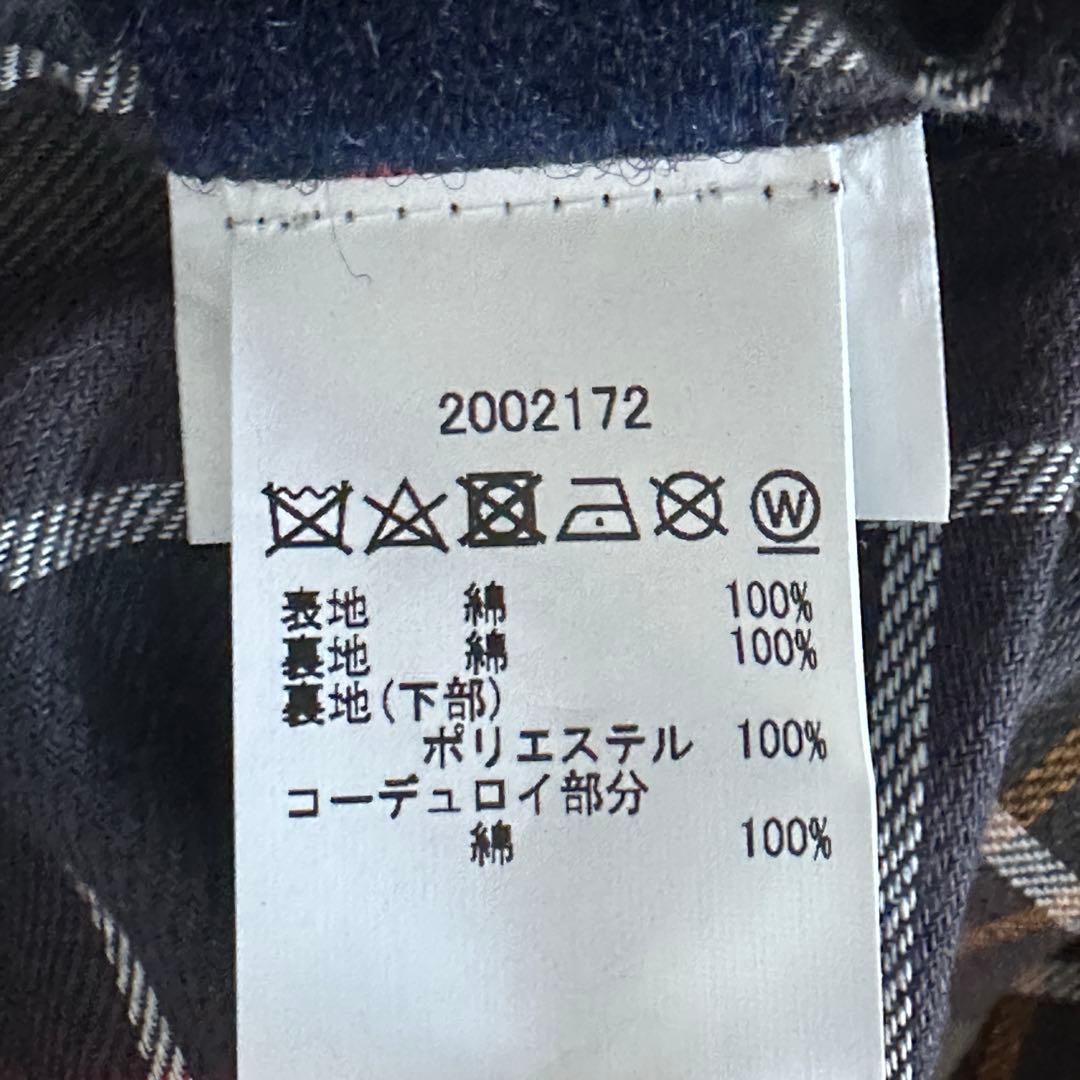 2002172
W
表地 綿 100%
裏地 綿 100%
裏地(下部)
ポリエステル 100%
コーデュロイ部分
綿 100%